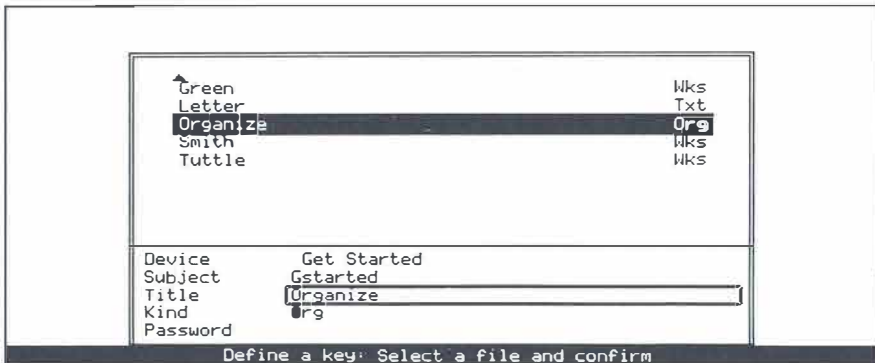 Green Wks
Letter Txt
Organize Org
Smith Wks
Tuttle Wks
Device Get Started
Subject Gstarted
Title Organize
Kind Org
Password
Define a key: Select a file and confirm